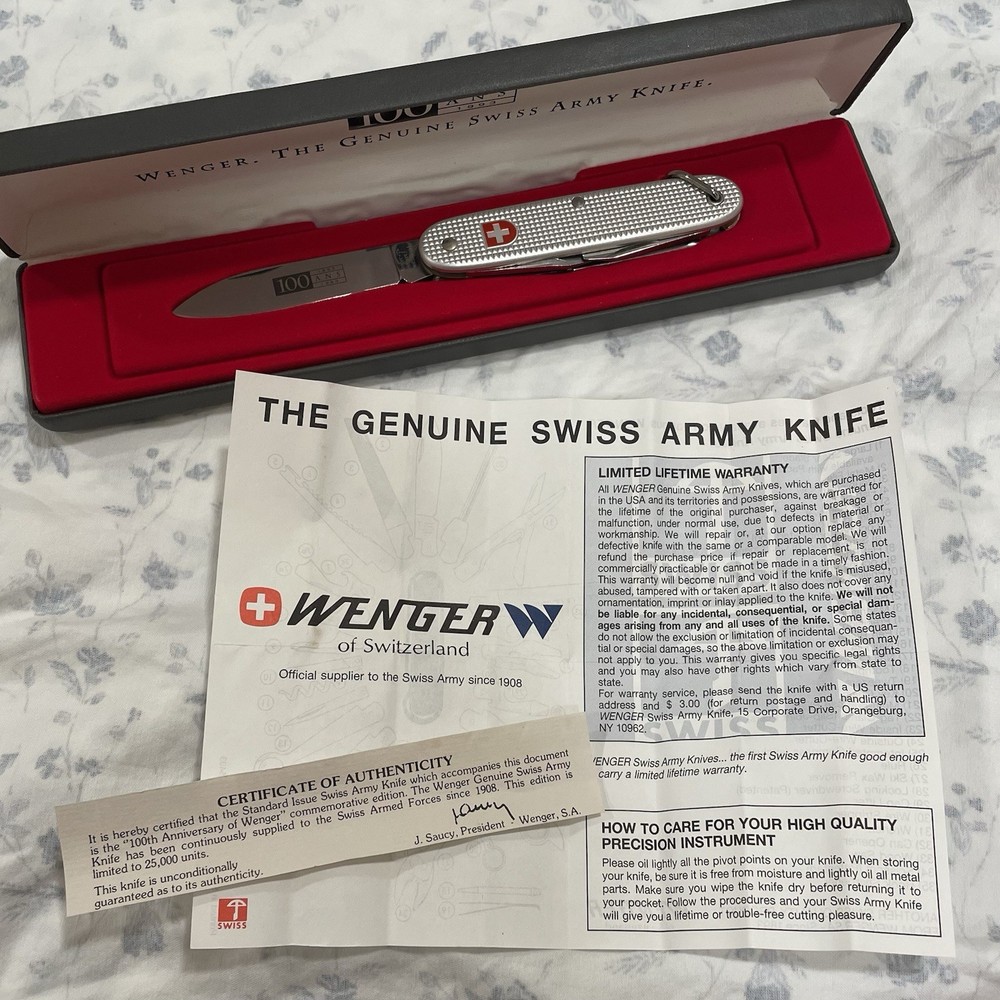 100 ANS
1993
WENGER. THE GENUINE SWISS ARMY KNIFE.
100 ANS
THE GENUINE SWISS ARMY KNIFE
WENGER
of Switzerland
Official supplier to the Swiss Army since 1908
LIMITED LIFETIME WARRANTY
All WENGER Genuine Swiss Army Knives, which are purchased
in the USA and its territories and possessions, are warranted for
the lifetime of the original purchaser, against breakage or
malfunction, under normal use, due to defects in material or
workmanship. We will repair or, at our option replace any
defective knife with the same or a comparable model. We will
refund the purchase price if repair or replacement is not
commercially practicable or cannot be made in a timely fashion.
This warranty will become null and void if the knife is misused,
abused, tampered with or taken apart. It also does not cover any
ornamentation, imprint or inlay applied to the knife. We will not
be liable for any incidental, consequential, or special dam-
ages arising from any and all uses of the knife. Some states
do not allow the exclusion or limitation of incidental consequen-
tial or special damages, so the above limitation or exclusion may
not apply to you. This warranty gives you specific legal rights
and you may also have other rights which vary from state to
state.
For warranty service, please send the knife with a US return
address and $ 3.00 (for return postage and handling) to
WENGER Swiss Army Knife, 15 Corporate Drive, Orangeburg,
NY 10962.
WENGER Swiss Army Knives... the first Swiss Army Knife good enough
carry a limited lifetime warranty.
HOW TO CARE FOR YOUR HIGH QUALITY
PRECISION INSTRUMENT
Please oil lightly all the pivot points on your knife. When storing
your knife, be sure it is free from moisture and lightly oil all metal
parts. Make sure you wipe the knife dry before returning it to
your pocket. Follow the procedures and your Swiss Army Knife
will give you a lifetime or trouble-free cutting pleasure.
CERTIFICATE OF AUTHENTICITY
It is hereby certified that the Standard Issue Swiss Army Knife which accompanies this document
is the "100th Anniversary of Wenger" commemorative edition. The Wenger Genuine Swiss Army
Knife has been continuously supplied to the Swiss Armed Forces since 1908. This edition is
limited to 25,000 units.
J. Saucy, President - Wenger, S.A.
This knife is unconditionally
guaranteed as to its authenticity.
SWISS